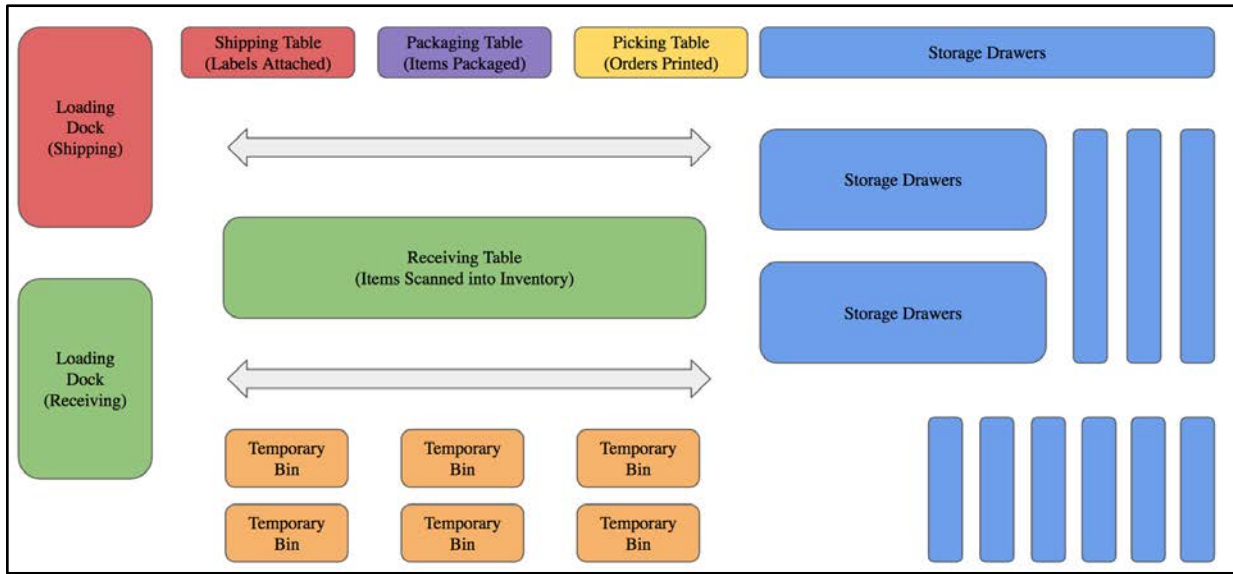 Loading
Dock
(Shipping)
Shipping Table
(Labels Attached)
Packaging Table
(Items Packaged)
Picking Table
(Orders Printed)
Storage Drawers
Storage Drawers
Receiving Table
(Items Scanned into Inventory)
Storage Drawers
Loading
Dock
(Receiving)
Temporary
Bin
Temporary
Bin
Temporary
Bin
Temporary
Bin
Temporary
Bin
Temporary
Bin